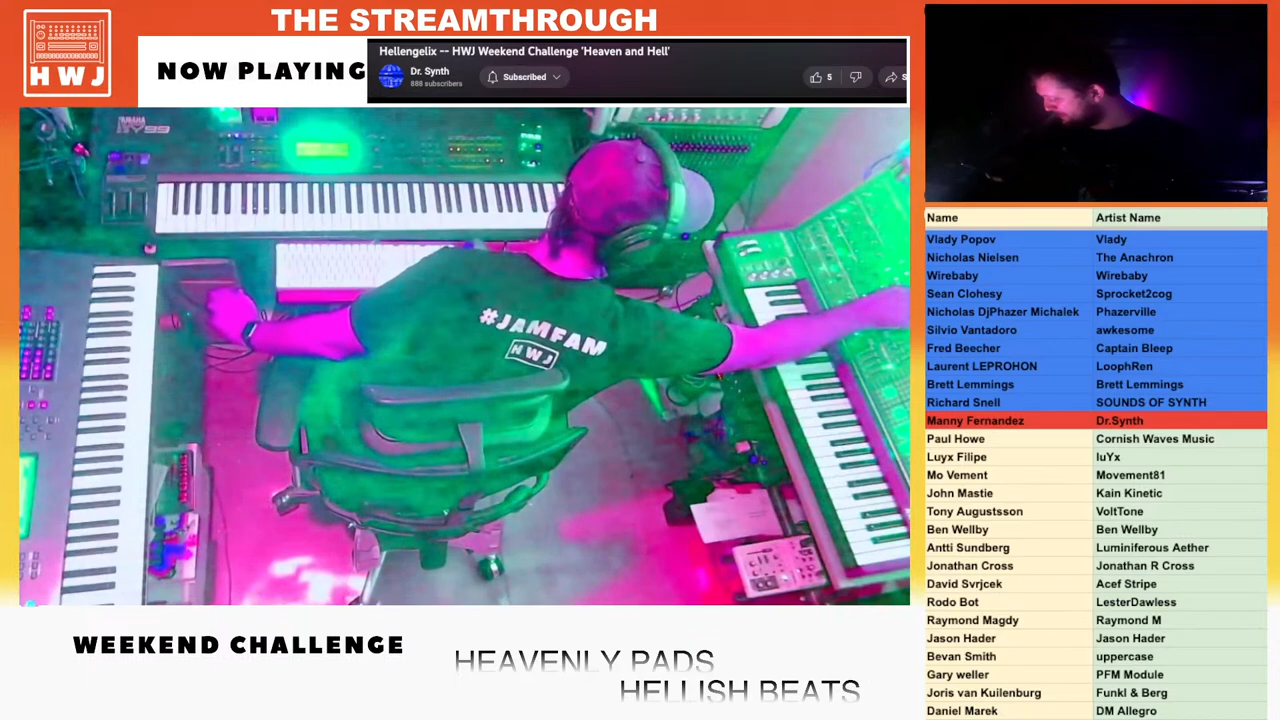 THE STREAMTHROUGH
HWJ
NOW PLAYING
Hellengelix -- HWJ Weekend Challenge 'Heaven and Hell'
Dr. Synth
888 subscribers
Subscribed
5
S
YAMAHA
#JAMFAM
HWJ
WEEKEND CHALLENGE
HEAVENLY PADS
HELLISH BEATS
Name Artist Name
Vlady Popov Vlady
Nicholas Nielsen The Anachron
Wirebaby Wirebaby
Sean Clohesy Sprocket2cog
Nicholas DjPhazer Michalek Phazerville
Silvio Vantadoro awkesome
Fred Beecher Captain Bleep
Laurent LEPROHON LoophRen
Brett Lemmings Brett Lemmings
Richard Snell SOUNDS OF SYNTH
Manny Fernandez Dr.Synth
Paul Howe Cornish Waves Music
Luyx Filipe luYx
Mo Vement Movement81
John Mastie Kain Kinetic
Tony Augustsson VoltTone
Ben Wellby Ben Wellby
Antti Sundberg Luminiferous Aether
Jonathan Cross Jonathan R Cross
David Svrjcek Acef Stripe
Rodo Bot LesterDawless
Raymond Magdy Raymond M
Jason Hader Jason Hader
Bevan Smith uppercase
Gary weller PFM Module
Joris van Kuilenburg Funkl & Berg
Daniel Marek DM Allegro